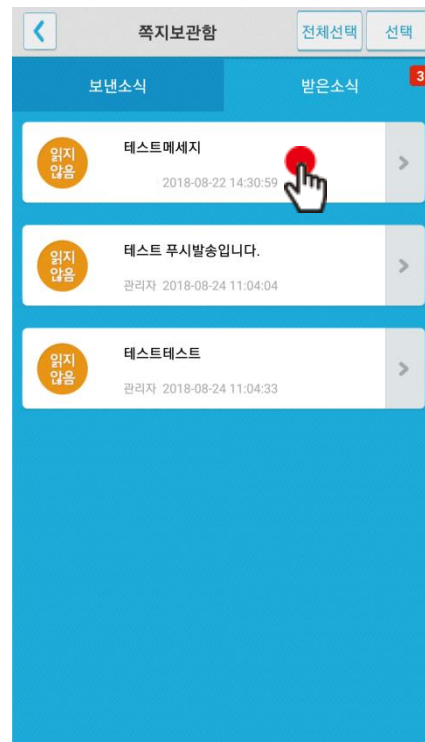 쪽지보관함
전체선택
선택
보낸소식
받은소식
3
읽지
않음
테스트메세지
2018-08-22 14:30:59
읽지
않음
테스트 푸시발송입니다.
관리자 2018-08-24 11:04:04
읽지
않음
테스트테스트
관리자 2018-08-24 11:04:33